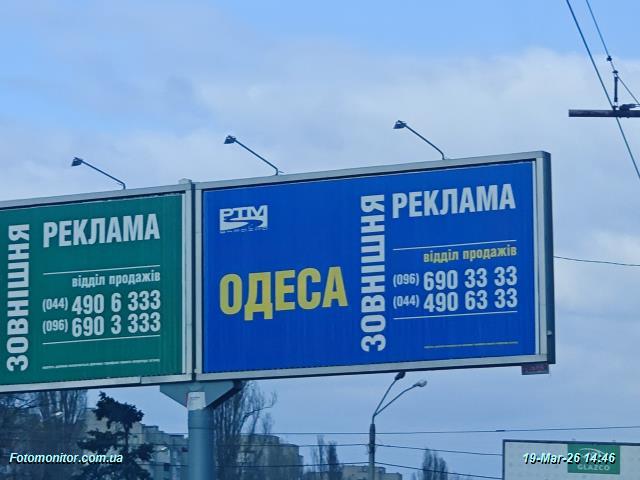 ЗОВНІШНЯ
РЕКЛАМА
відділ продажів
(044) 490 6 333
(096) 690 3 333
РТМ
ОДЕСА
ЗОВНІШНЯ
РЕКЛАМА
відділ продажів
(096) 690 33 33
(044) 490 63 33
GLAZCO
Fotomonitor.com.ua
19-Mar-26 14:46